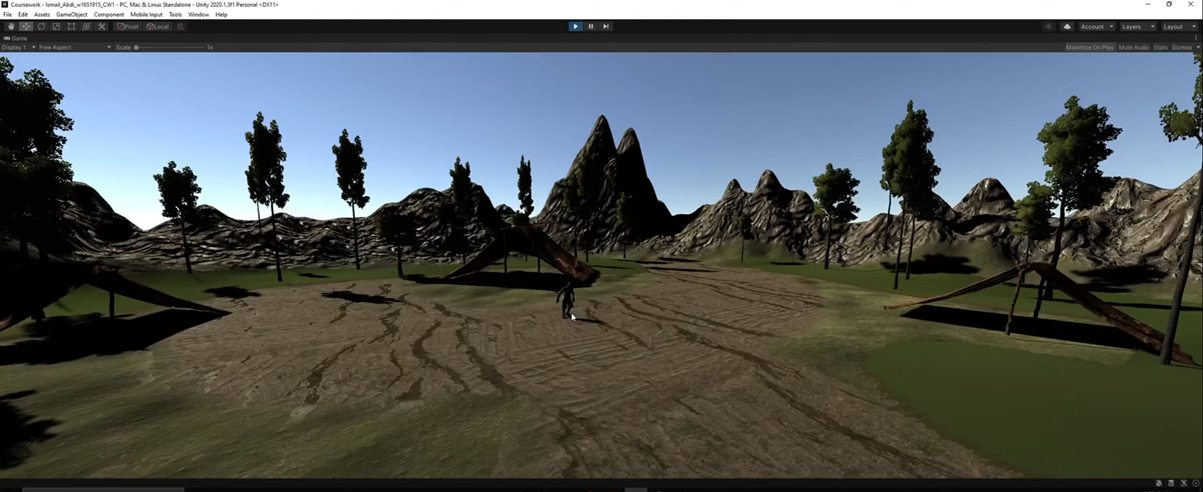 Coursework - Ismail_Abdi_w1651915_CW1 - PC, Mac & Linux Standalone - Unity 2020.1.5f1 Personal <DX11>
File Edit Assets GameObject Component Mobile Input Tools Window Help
Pivot Local Account Layers Layout
Game
Display 1 Free Aspect Scale 1x Maximize On Play Mute Audio Stats Gizmos